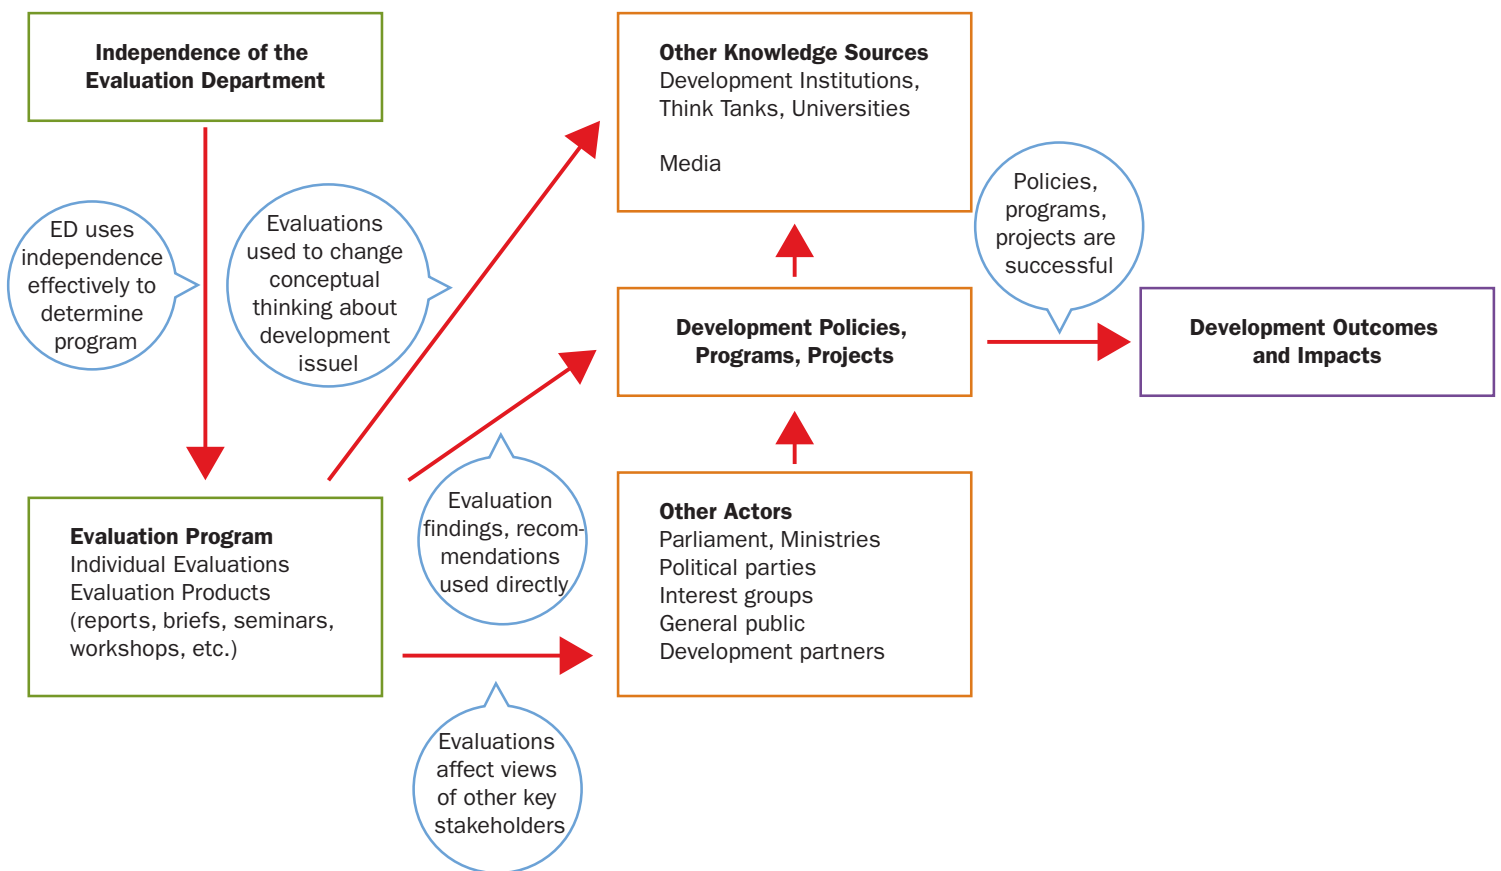 Independence of the
Evaluation Department
ED uses
independence
effectively to
determine
program
Evaluations
used to change
conceptual
thinking about
development
issuel
Evaluation Program
Individual Evaluations
Evaluation Products
(reports, briefs, seminars,
workshops, etc.)
Evaluation
findings, recom-
mendations
used directly
Evaluations
affect views
of other key
stakeholders
Other Knowledge Sources
Development Institutions,
Think Tanks, Universities
Media
Development Policies,
Programs, Projects
Other Actors
Parliament, Ministries
Political parties
Interest groups
General public
Development partners
Policies,
programs,
projects are
successful
Development Outcomes
and Impacts